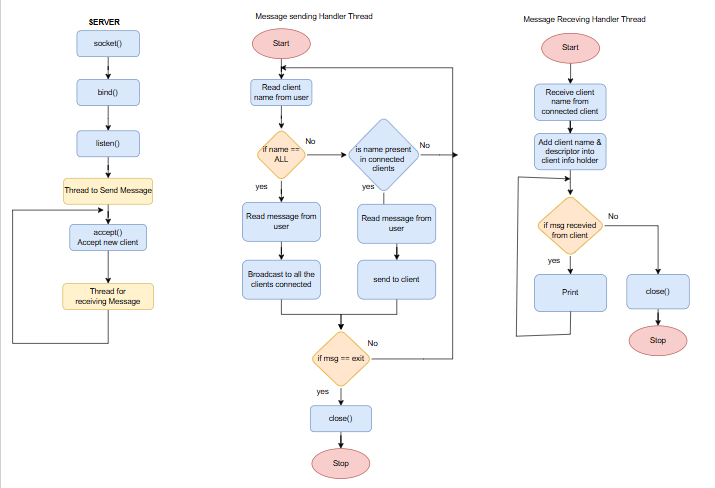 SERVER
socket()
bind()
listen()
Thread to Send Message
accept()
Accept new client
Thread for
receiving Message
Message sending Handler Thread
Start
Read client
name from user
if name ==
ALL
No
is name present
in connected
clients
No
yes
yes
Read message from
user
Read message from
user
Broadcast to all the
clients connected
send to client
if msg == exit
No
yes
close()
Stop
Message Receving Handler Thread
Start
Receive client
name from
connected client
Add client name &
descriptor into
client info holder
if msg recevied
from client
No
yes
Print
close()
Stop